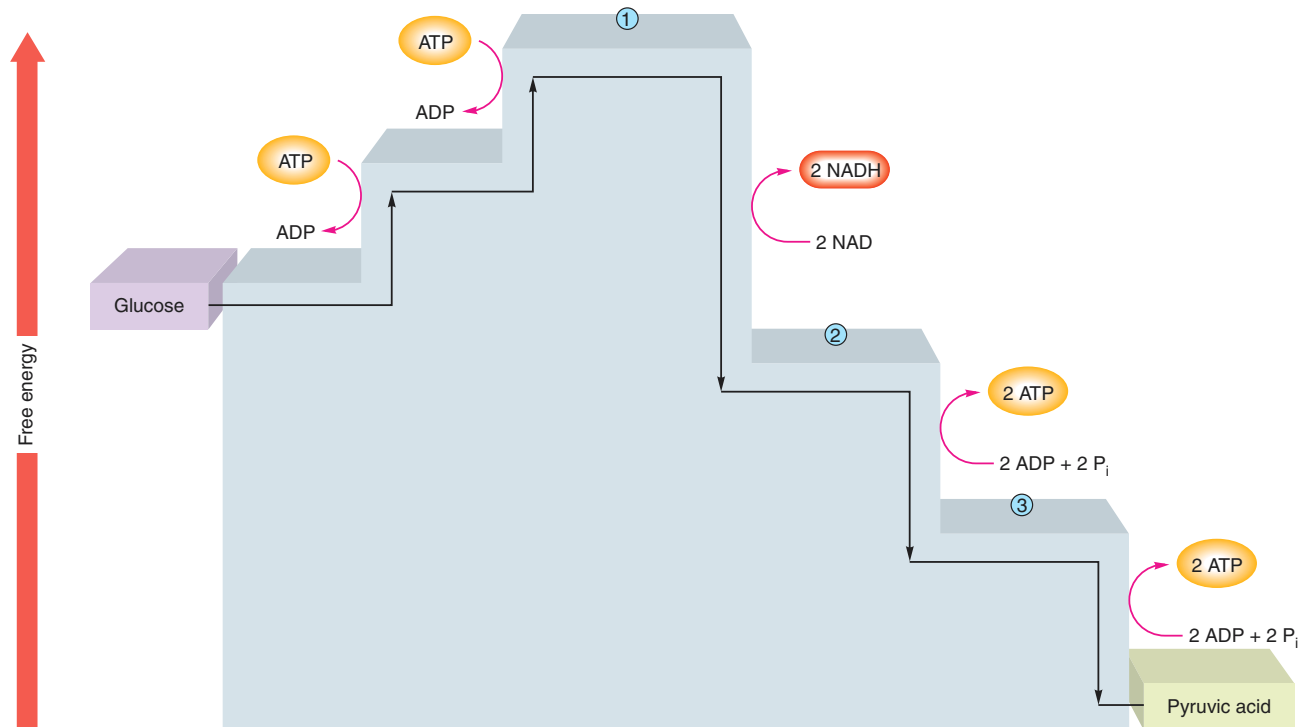 1
ATP
ADP
ATP
2 NADH
ADP
2 NAD
Glucose
2
Free energy
2 ATP
2 ADP + 2 Pi
3
2 ATP
2 ADP + 2 Pi
Pyruvic acid